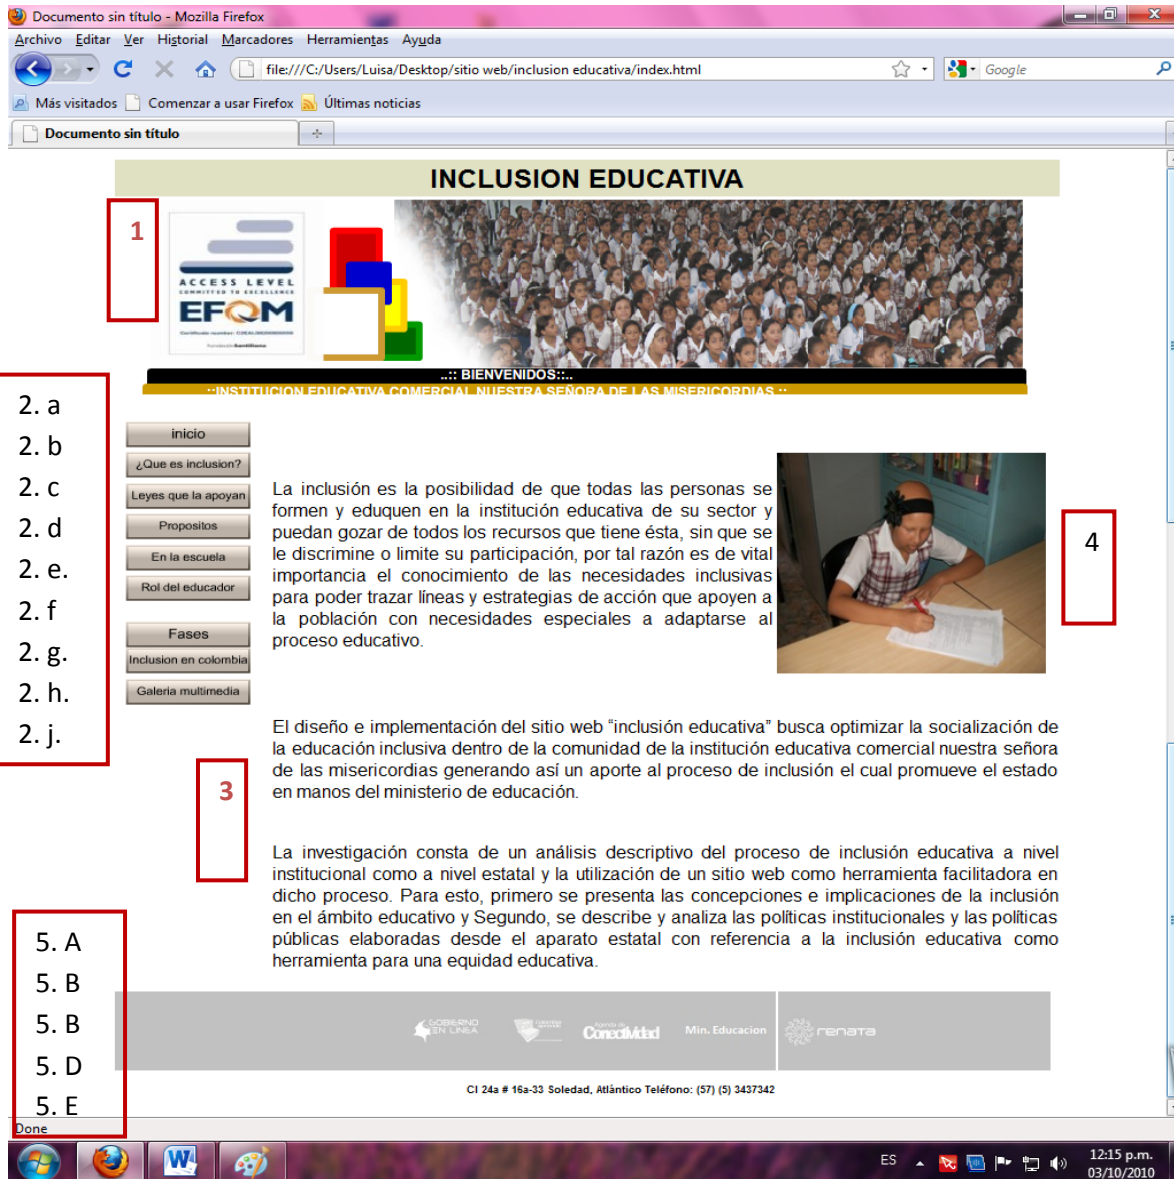 Documento sin título - Mozilla Firefox
Archivo Editar Ver Historial Marcadores Herramientas Ayuda
file:///C:/Users/Luisa/Desktop/sitio web/inclusion educativa/index.html
Google
Más visitados Comenzar a usar Firefox Últimas noticias
Documento sin título
INCLUSION EDUCATIVA
1
ACCESS LEVEL
COMMITTED TO EXCELLENCE
EFQM
Fundación Santillana
..:: BIENVENIDOS::..
::INSTITUCION EDUCATIVA COMERCIAL NUESTRA SEÑORA DE LAS MISERICORDIAS ::
2. a
2. b
2. c
2. d
2. e.
2. f
2. g.
2. h.
2. j.
inicio
¿Que es inclusion?
Leyes que la apoyan
Propositos
En la escuela
Rol del educador
Fases
Inclusion en colombia
Galeria multimedia
La inclusión es la posibilidad de que todas las personas se
formen y eduquen en la institución educativa de su sector y
puedan gozar de todos los recursos que tiene ésta, sin que se
le discrimine o limite su participación, por tal razón es de vital
importancia el conocimiento de las necesidades inclusivas
para poder trazar líneas y estrategias de acción que apoyen a
la población con necesidades especiales a adaptarse al
proceso educativo.
4
El diseño e implementación del sitio web “inclusión educativa” busca optimizar la socialización de
la educación inclusiva dentro de la comunidad de la institución educativa comercial nuestra señora
de las misericordias generando así un aporte al proceso de inclusión el cual promueve el estado
en manos del ministerio de educación.
3
La investigación consta de un análisis descriptivo del proceso de inclusión educativa a nivel
institucional como a nivel estatal y la utilización de un sitio web como herramienta facilitadora en
dicho proceso. Para esto, primero se presenta las concepciones e implicaciones de la inclusión
en el ámbito educativo y Segundo, se describe y analiza las políticas institucionales y las políticas
públicas elaboradas desde el aparato estatal con referencia a la inclusión educativa como
herramienta para una equidad educativa.
5. A
5. B
5. B
5. D
5. E
GOBIERNO
EN LINEA
Agenda de
Conectividad
Min. Educacion
renata
Cl 24a # 16a-33 Soledad, Atlántico Teléfono: (57) (5) 3437342
Done
ES
12:15 p.m.
03/10/2010